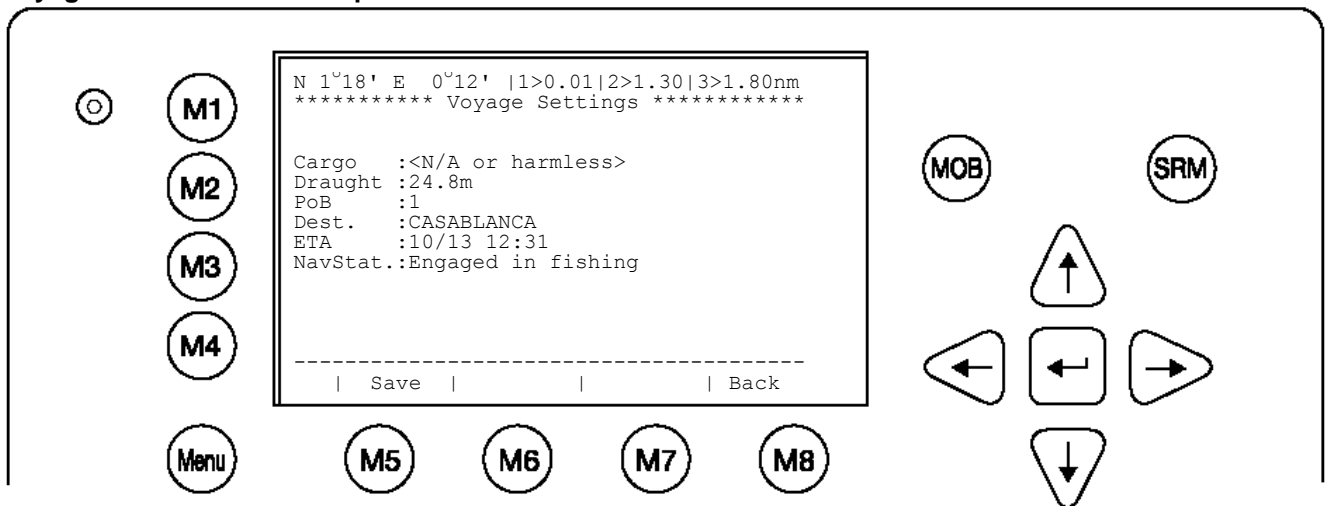 N 1°18' E  0°12' |1>0.01|2>1.30|3>1.80nm
*********** Voyage Settings ************
Cargo   :<N/A or harmless>
Draught :24.8m
PoB     :1
Dest.   :CASABLANCA
ETA     :10/13 12:31
NavStat.:Engaged in fishing
----------------------------------------
| Save | | | Back
M1
M2
M3
M4
Menu
M5
M6
M7
M8
MOB
SRM